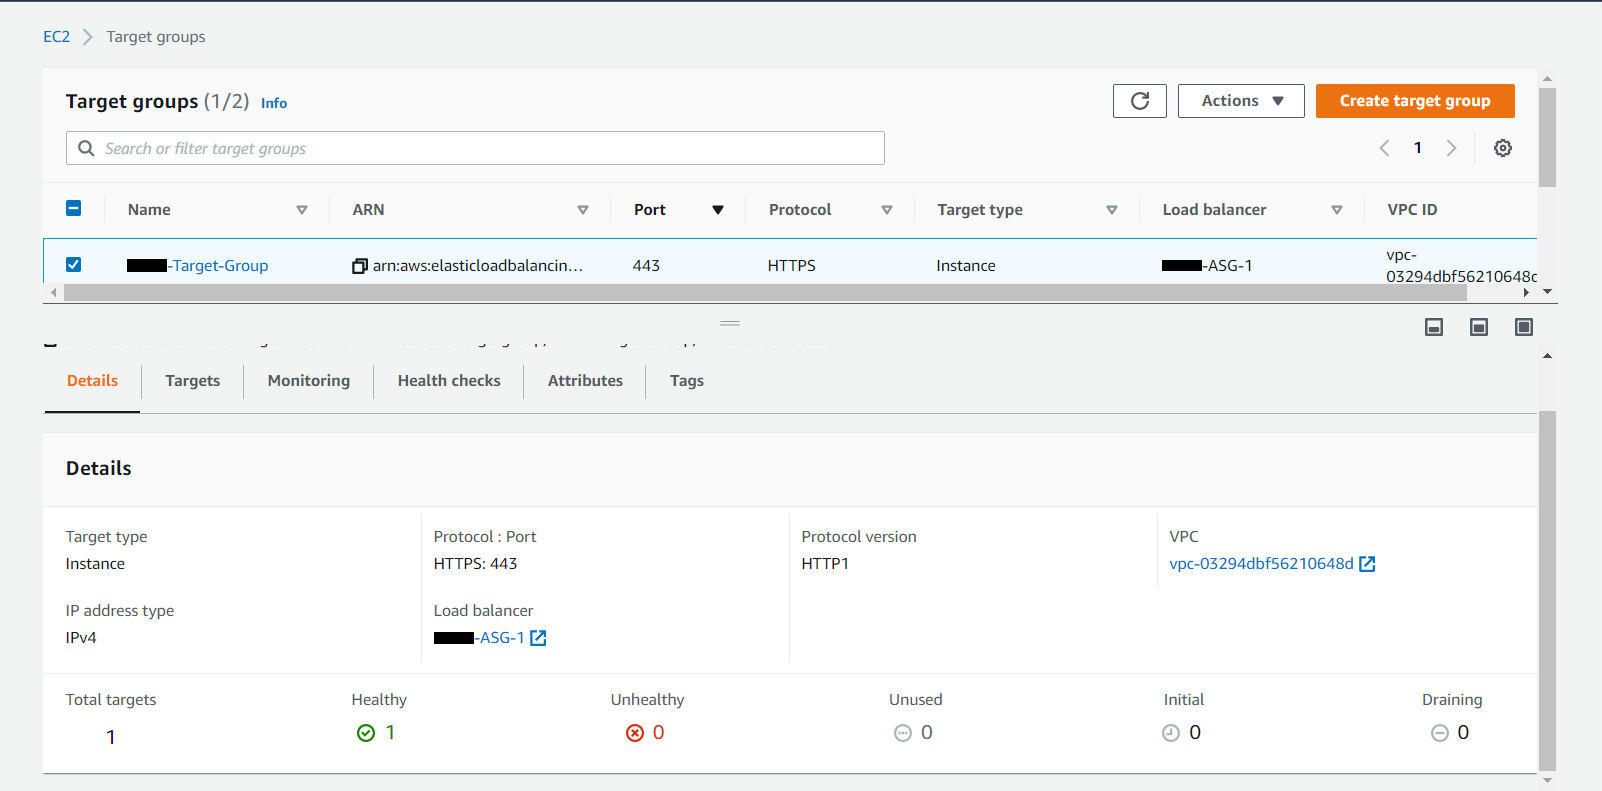 EC2 > Target groups
Target groups (1/2) Info
Actions
Create target group
Search or filter target groups
1
Name ARN Port Protocol Target type Load balancer VPC ID
-Target-Group arn:aws:elasticloadbalancin... 443 HTTPS Instance -ASG-1 vpc-
03294dbf56210648d
Details Targets Monitoring Health checks Attributes Tags
Details
Target type Protocol : Port Protocol version VPC
Instance HTTPS: 443 HTTP1 vpc-03294dbf56210648d
IP address type Load balancer
IPv4 -ASG-1
Total targets Healthy Unhealthy Unused Initial Draining
1 1 0 0 0 0